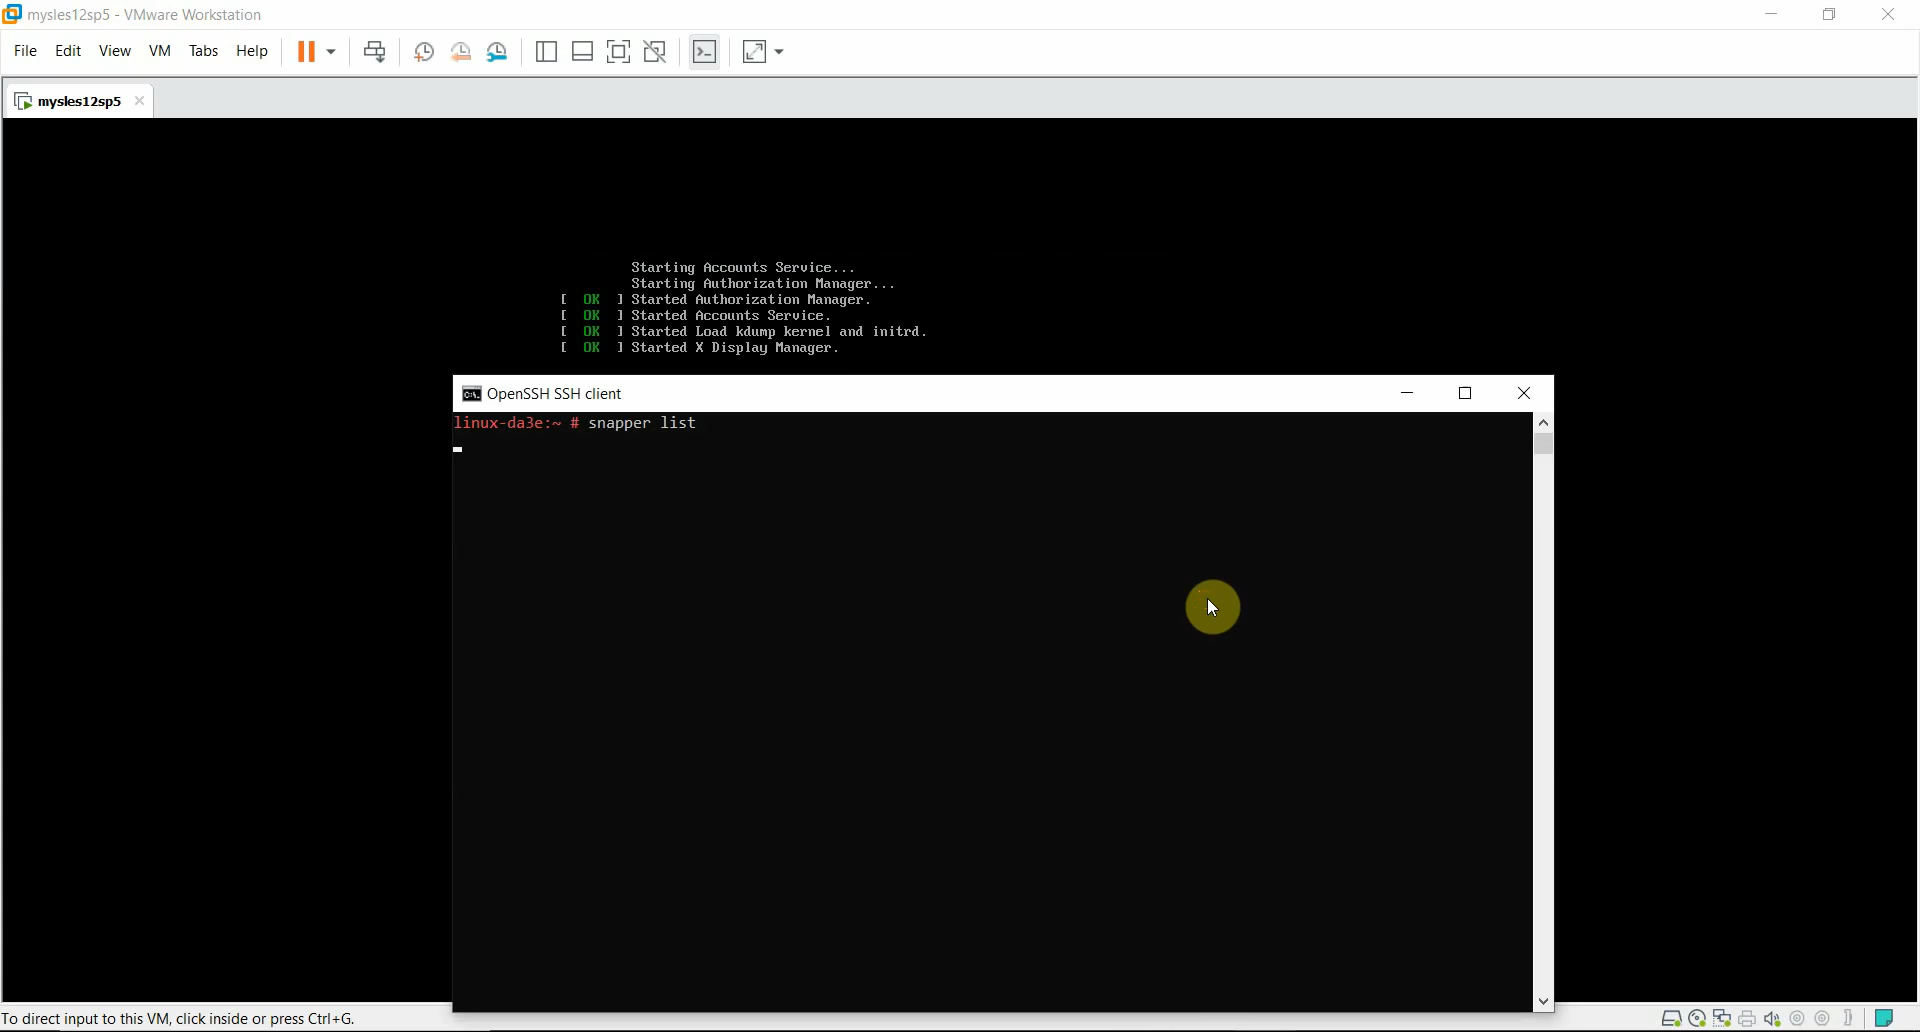 mysles12sp5 - VMware Workstation
File Edit View VM Tabs Help
mysles12sp5
Starting Accounts Service...
Starting Authorization Manager...
[ OK ] Started Authorization Manager.
[ OK ] Started Accounts Service.
[ OK ] Started Load kdump kernel and initrd.
[ OK ] Started X Display Manager.
C:\. OpenSSH SSH client
linux-da3e:~ # snapper list
To direct input to this VM, click inside or press Ctrl+G.